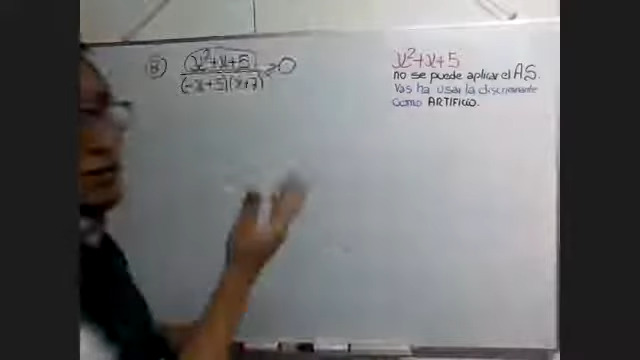 B) (x²+x+5)
(-x+5)(x+7) > 0
x²+x+5
no se puede aplicar el AS.
Vas ha usar la discriminante
como ARTIFICIO.